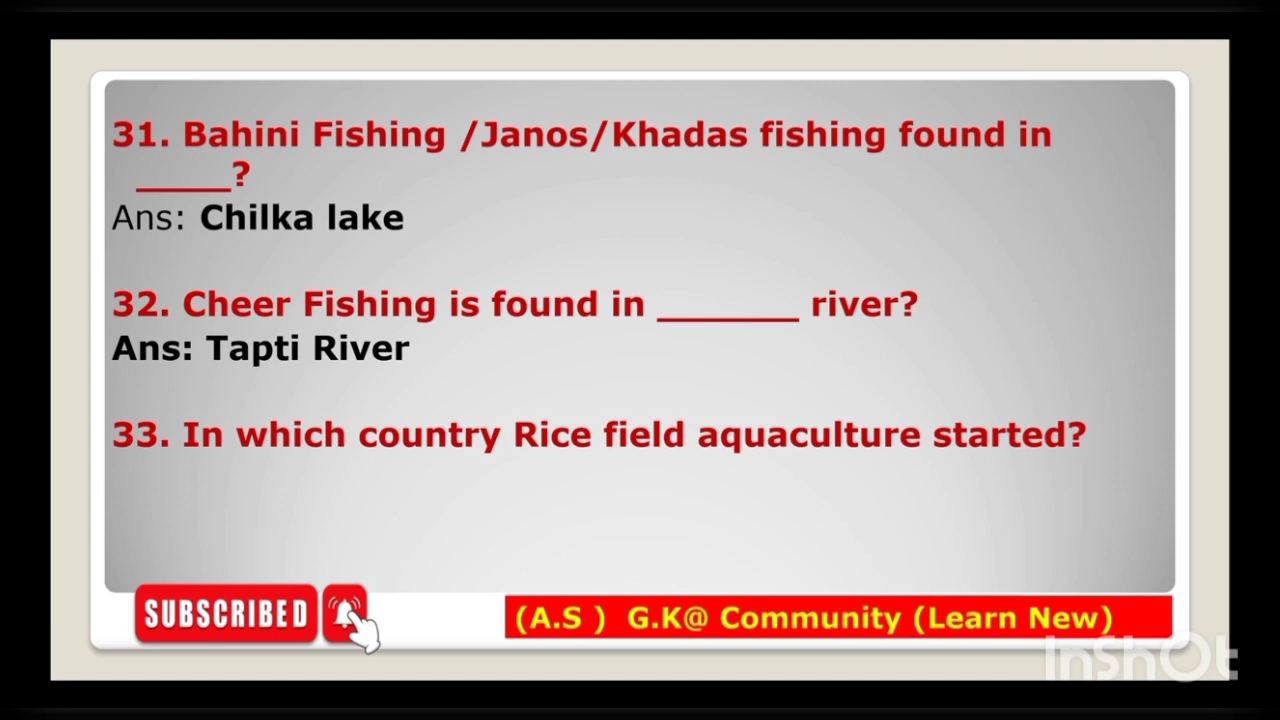 31. Bahini Fishing /Janos/Khadas fishing found in
_____?
Ans: Chilka lake
32. Cheer Fishing is found in _______ river?
Ans: Tapti River
33. In which country Rice field aquaculture started?
SUBSCRIBED
(A.S ) G.K@ Community (Learn New)
InShOt